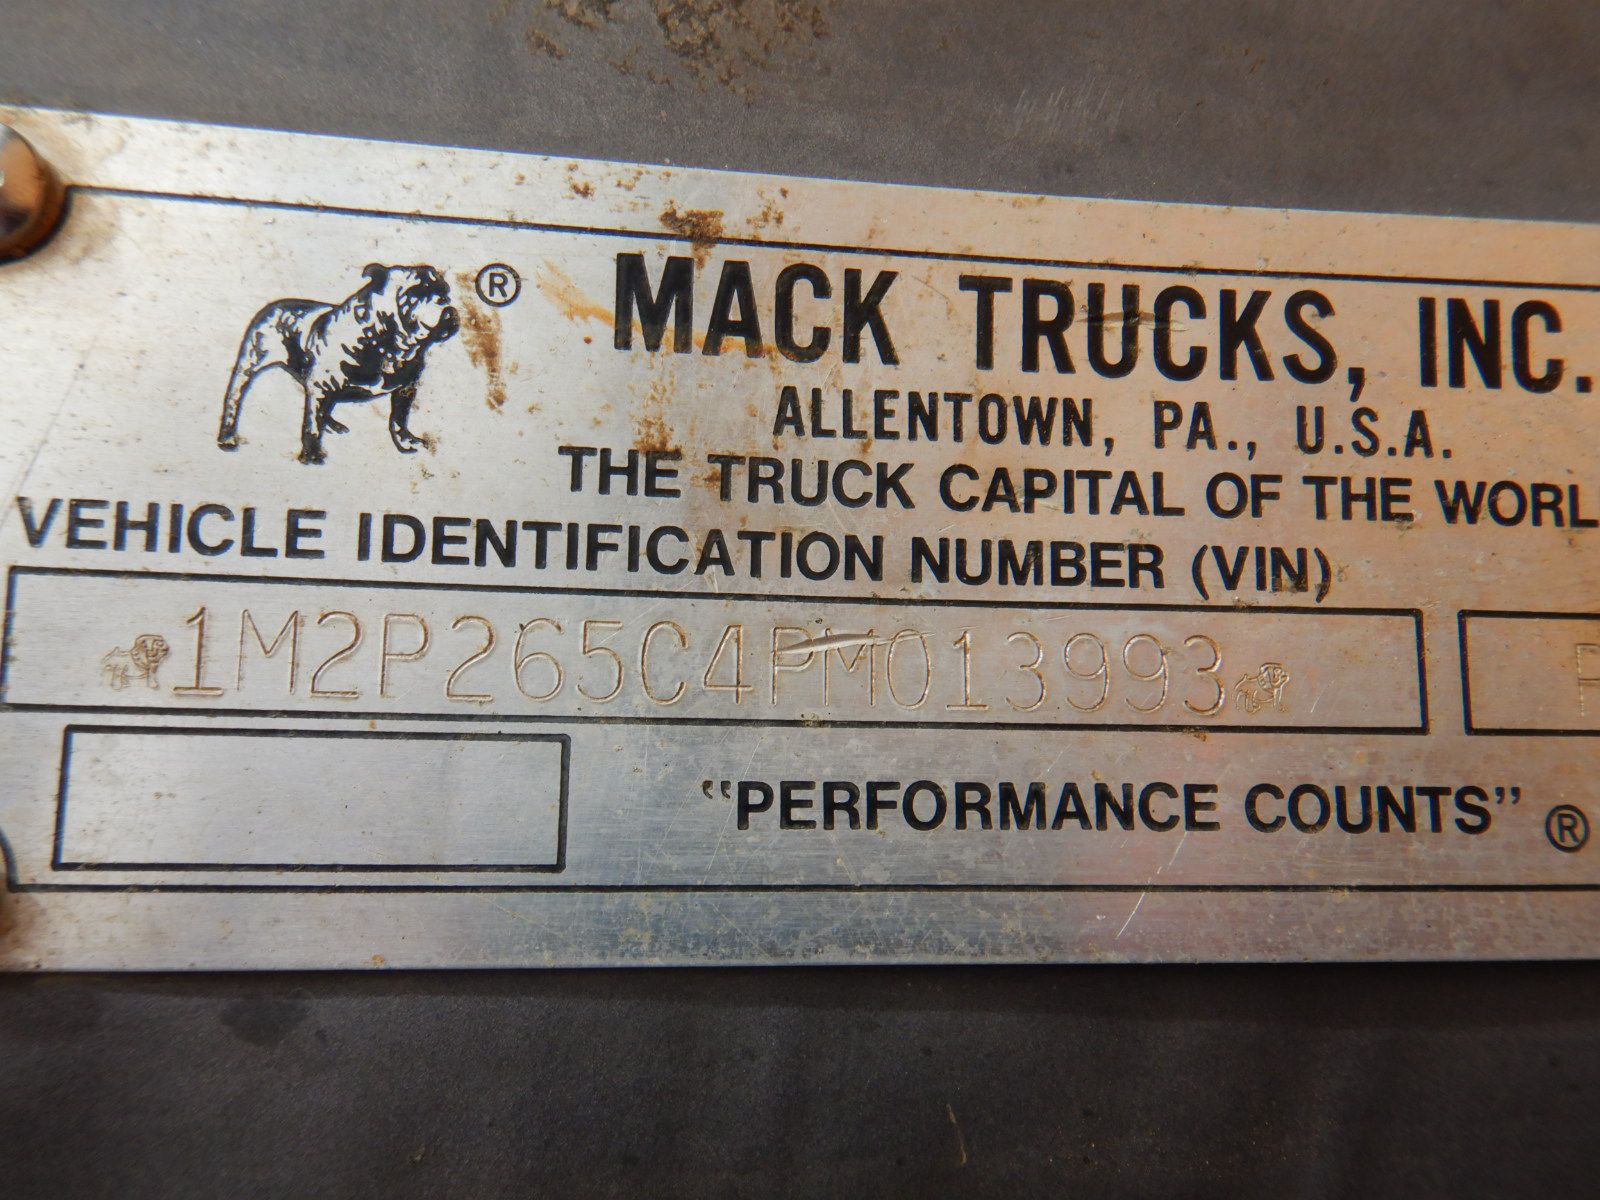 ®
MACK TRUCKS, INC.
ALLENTOWN, PA., U.S.A.
THE TRUCK CAPITAL OF THE WORL
VEHICLE IDENTIFICATION NUMBER (VIN)
1M2P265C4PM013993
"PERFORMANCE COUNTS" ®